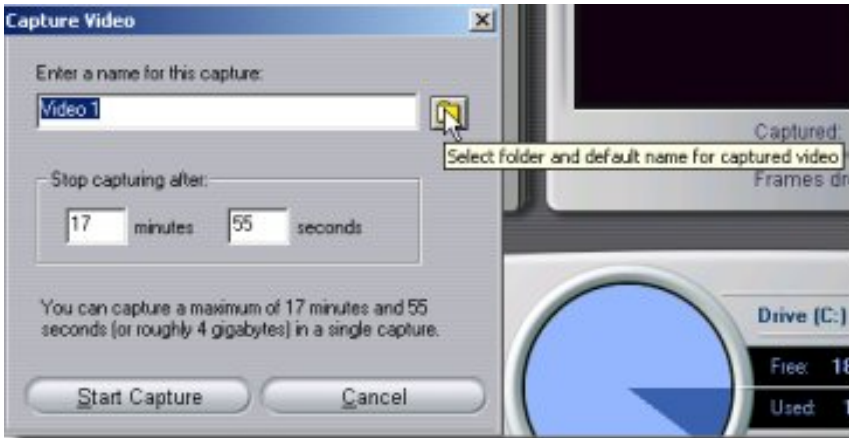 Capture Video
Enter a name for this capture:
Video 1
Select folder and default name for captured video
Stop capturing after:
17 minutes 55 seconds
You can capture a maximum of 17 minutes and 55
seconds (or roughly 4 gigabytes) in a single capture.
Start Capture
Cancel
Captured:
Frames
Drive (C:)
Free:
Used: